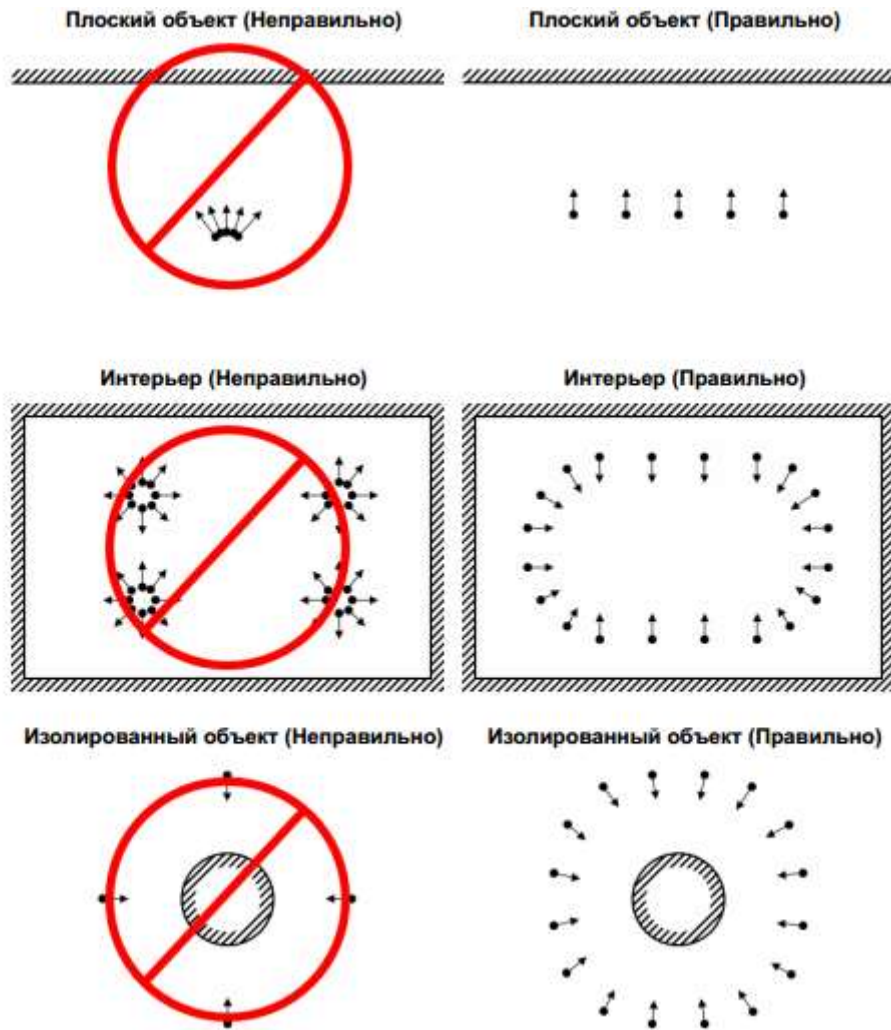 Плоский объект (Неправильно)
Плоский объект (Правильно)
Интерьер (Неправильно)
Интерьер (Правильно)
Изолированный объект (Неправильно)
Изолированный объект (Правильно)